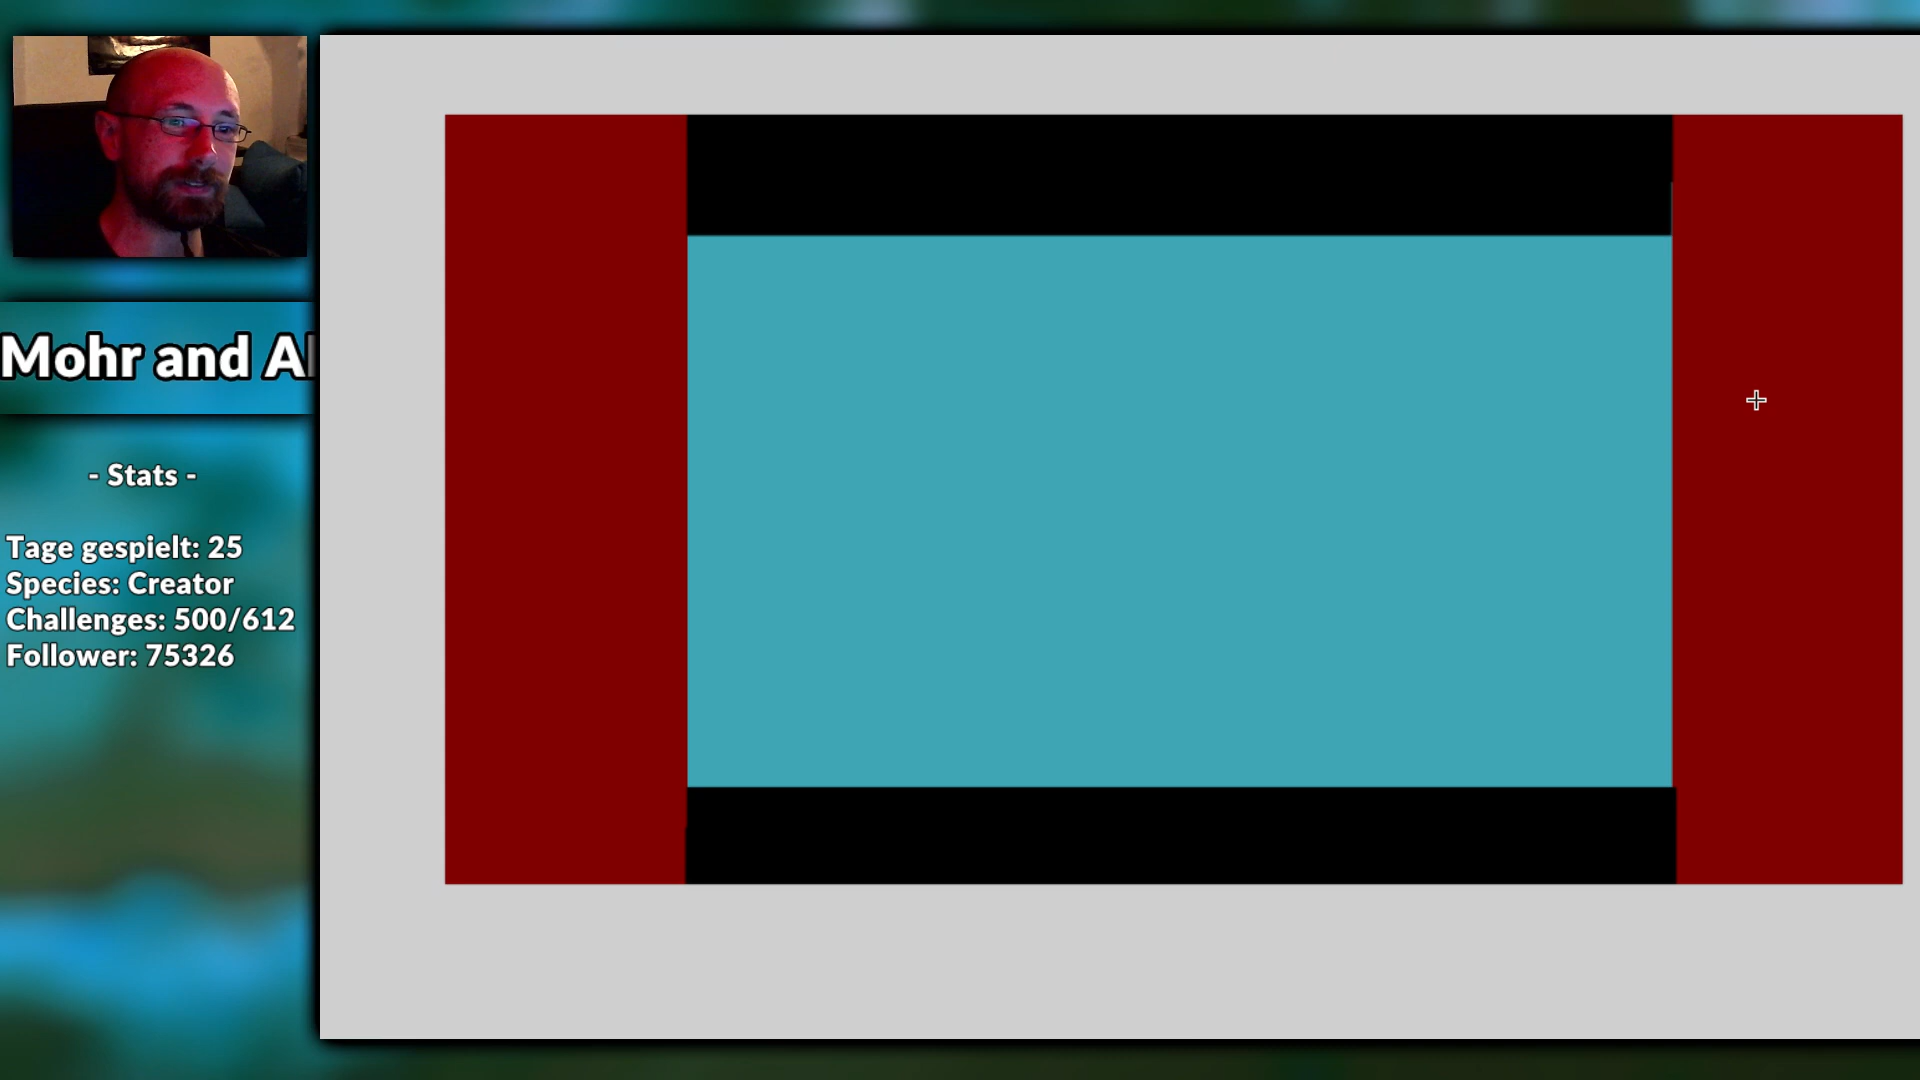 Mohr and Al
- Stats -
Tage gespielt: 25
Species: Creator
Challenges: 500/612
Follower: 75326